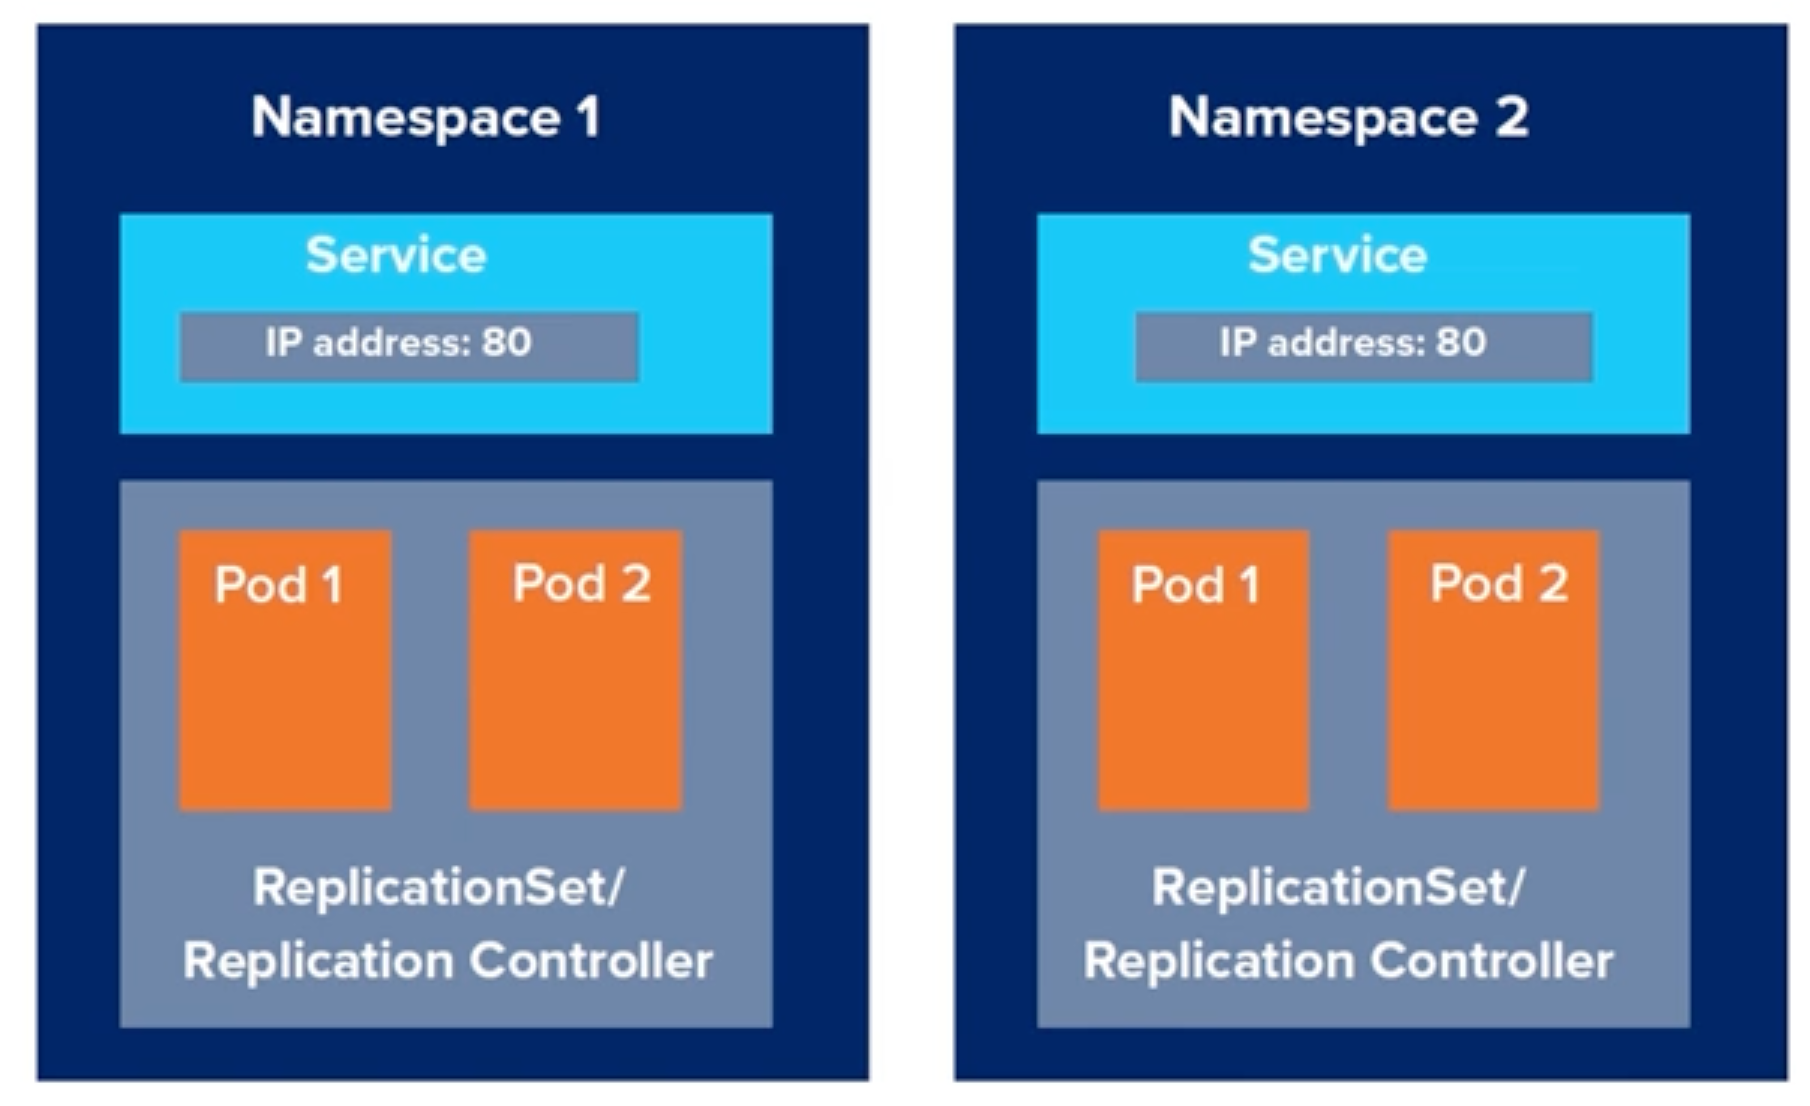 Namespace 1
Service
IP address: 80
Pod 1
Pod 2
ReplicationSet/
Replication Controller
Namespace 2
Service
IP address: 80
Pod 1
Pod 2
ReplicationSet/
Replication Controller